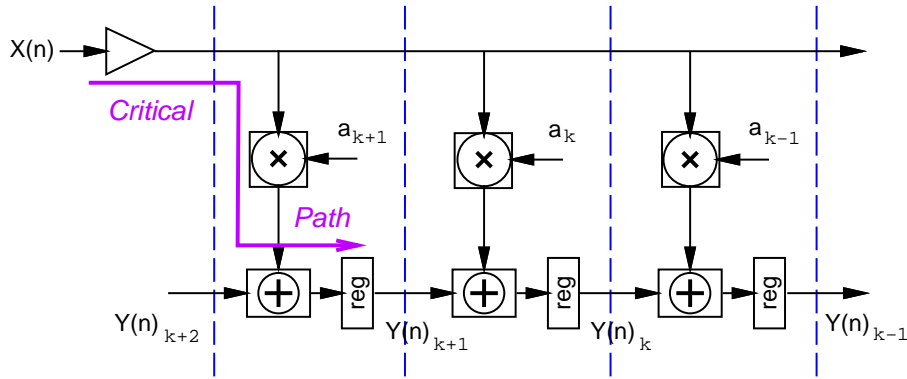 X(n)
Critical
a k+1
a k
a k−1
×
×
×
Path
+
reg
+
reg
+
reg
Y(n) k+2
Y(n) k+1
Y(n) k
Y(n) k−1